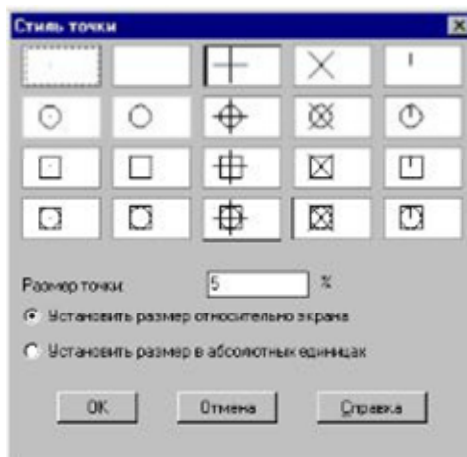 Стиль точки
Размер точки: 5 %
Установить размер относительно экрана
Установить размер в абсолютных единицах
OK Отмена Справка